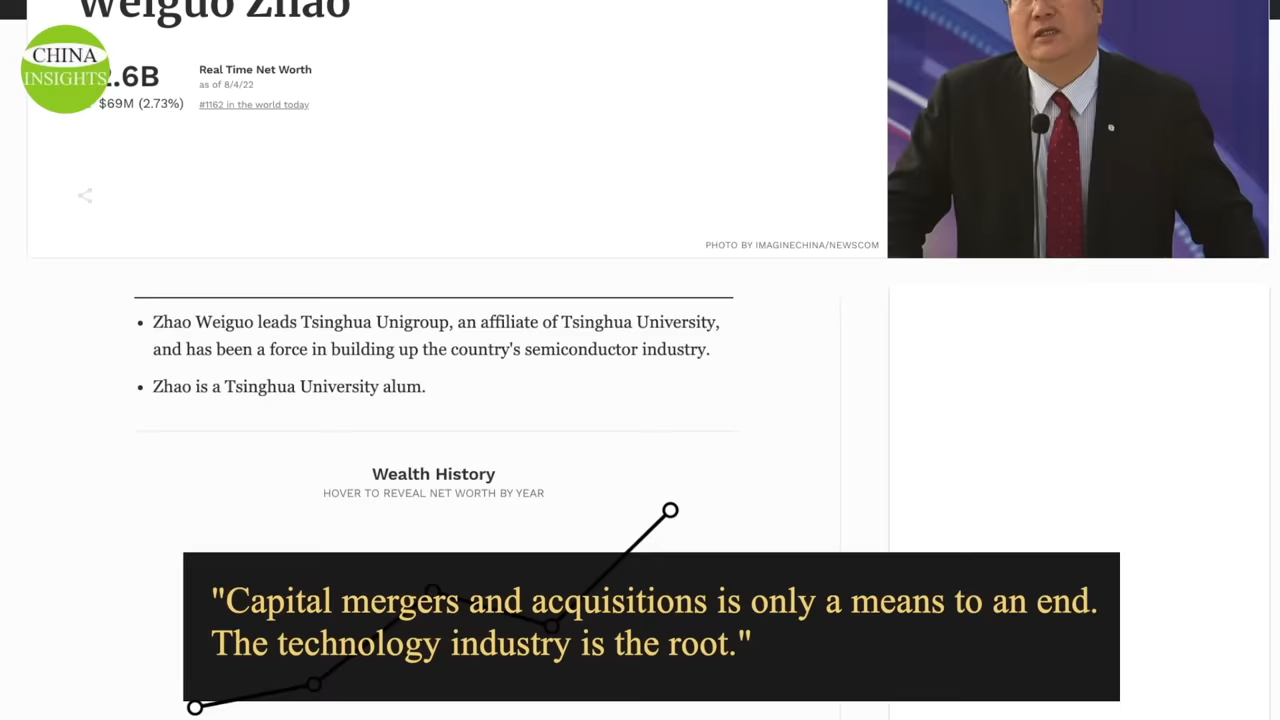 Weiguo Zhao
CHINA
INSIGHTS
.6B
Real Time Net Worth
as of 8/4/22
$69M (2.73%)
#1162 in the world today
PHOTO BY IMAGINECHINA/NEWSCOM
• Zhao Weiguo leads Tsinghua Unigroup, an affiliate of Tsinghua University,
and has been a force in building up the country's semiconductor industry.
• Zhao is a Tsinghua University alum.
Wealth History
HOVER TO REVEAL NET WORTH BY YEAR
"Capital mergers and acquisitions is only a means to an end.
The technology industry is the root."